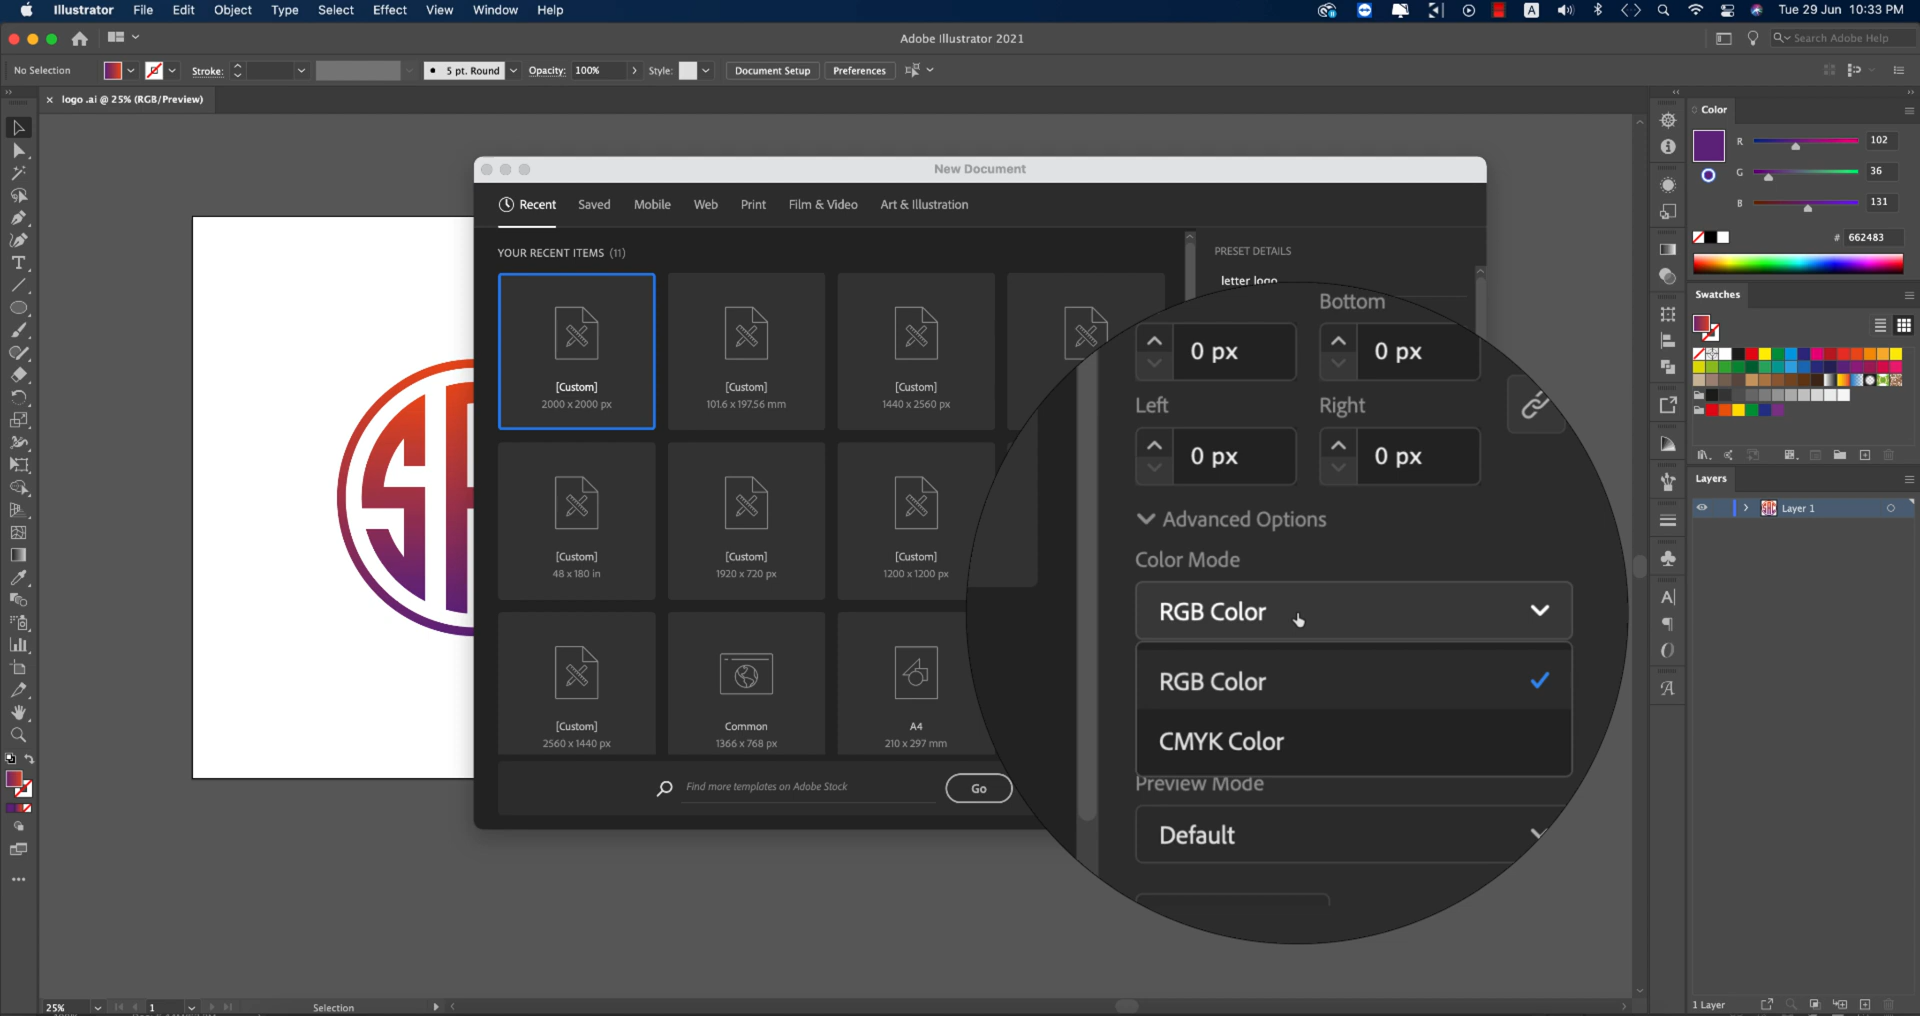 Illustrator File Edit Object Type Select Effect View Window Help
A
Tue 29 Jun 10:33 PM
Adobe Illustrator 2021
Search Adobe Help
No Selection
Stroke:
5 pt. Round
Opacity: 100%
Style:
Document Setup
Preferences
× logo .ai @ 25% (RGB/Preview)
New Document
Recent Saved Mobile Web Print Film & Video Art & Illustration
YOUR RECENT ITEMS (11)
[Custom]
2000 x 2000 px
[Custom]
101.6 x 197.56 mm
[Custom]
1440 x 2560 px
[Custom]
48 x 180 in
[Custom]
1920 x 720 px
[Custom]
1200 x 1200 px
[Custom]
2560 x 1440 px
Common
1366 x 768 px
A4
210 x 297 mm
Find more templates on Adobe Stock
Go
PRESET DETAILS
letter logo
Bottom
0 px
0 px
Left
Right
0 px
0 px
Advanced Options
Color Mode
RGB Color
RGB Color
CMYK Color
Preview Mode
Default
Color
R 102
G 36
B 131
# 662483
Swatches
Layers
Layer 1
1 Layer
25%
1
Selection